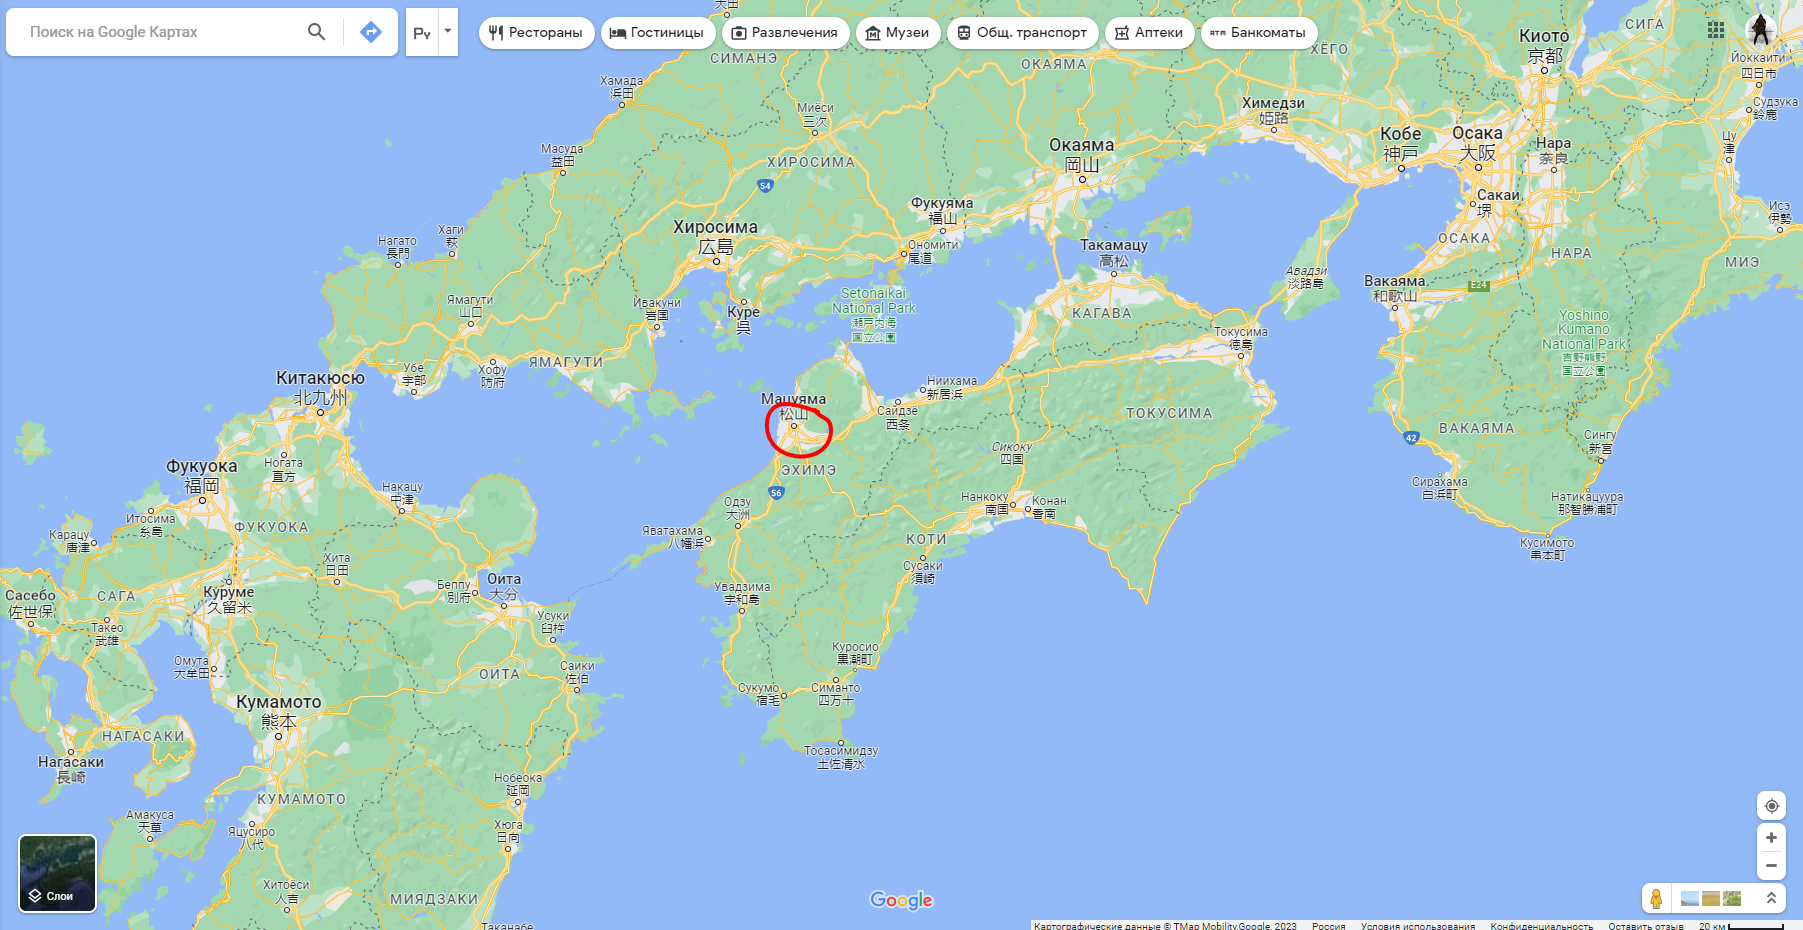 Поиск на Google Картах
Ру
Рестораны
Гостиницы
Развлечения
Музеи
Общ. транспорт
Аптеки
Банкоматы
СИМАНЭ
ОКАЯМА
ХЁГО
Киото
京都
СИГА
Йоккаити
四日市
Хамада
浜田
Миёси
三次
Химедзи
姫路
Судзука
鈴鹿
Масуда
益田
ХИРОСИМА
Окаяма
岡山
Кобе
神戸
Осака
大阪
Нара
奈良
Цу
津
54
Фукуяма
福山
Сакаи
堺
Исэ
伊勢
Хаги
萩
Нагато
長門
Хиросима
広島
Ономити
尾道
Такамацу
高松
ОСАКА
НАРА
МИЭ
Авадзи
淡路島
Вакаяма
和歌山
E24
Ямагути
山口
Ивакуни
岩国
Куре
呉
Setonaikai
National Park
瀬戸内海
国立公園
КАГАВА
Токусима
徳島
Yoshino
Kumano
National Park
吉野熊野
国立公園
Китакюсю
北九州
Убе
宇部
Хофу
防府
ЯМАГУТИ
Мацуяма
松山
Ниихама
新居浜
Сайдзё
西条
ТОКУСИМА
42
ВАКАЯМА
Сингу
新宮
Фукуока
福岡
Ногата
直方
Накацу
中津
ЭХИМЭ
56
Одзу
大洲
Сикоку
四国
Нанкоку
南国
Конан
香南
Сирахама
白浜町
Натикацуура
那智勝浦町
Итосима
糸島
ФУКУОКА
Карацу
唐津
Яватахама
八幡浜
КОТИ
Кусимото
串本町
Хита
日田
Беппу
別府
Оита
大分
Сусаки
須崎
Сасебо
佐世保
САГА
Куруме
久留米
Увадзима
宇和島
Усуки
臼杵
Такео
武雄
Омута
大牟田
ОИТА
Саики
佐伯
Куросио
黒潮町
Сукумо
宿毛
Симанто
四万十
Кумамото
熊本
НАГАСАКИ
Нагасаки
長崎
Тосасимидзу
土佐清水
Нобеока
延岡
КУМАМОТО
Амакуса
天草
Яцусиро
八代
Хюга
日向
Хитоёси
人吉
МИЯДЗАКИ
Слои
Google
Таканабе
Картографические данные © TMap Mobility,Google, 2023 Россия Условия использования Конфиденциальность Оставить отзыв 20 км